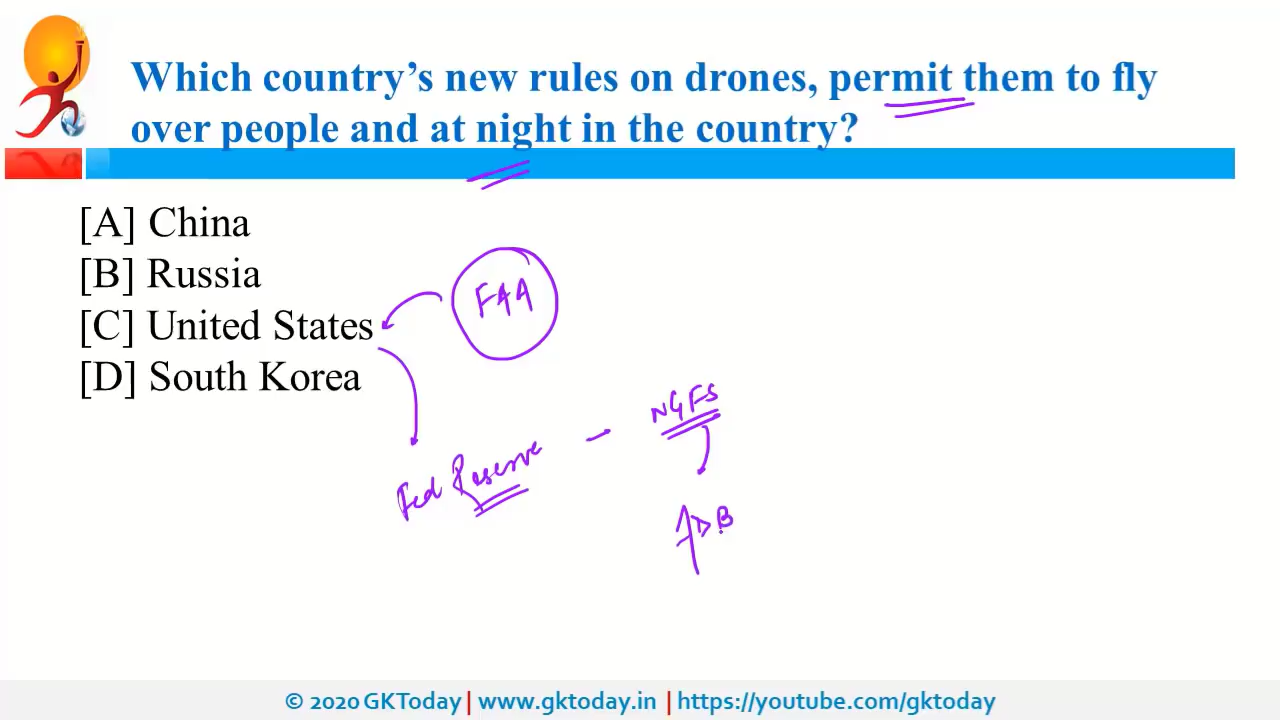 Which country’s new rules on drones, permit them to fly
over people and at night in the country?
[A] China
[B] Russia
[C] United States
[D] South Korea
FAA
Fed Reserve - NGFS
ADB
© 2020 GKToday | www.gktoday.in | https://youtube.com/gktoday